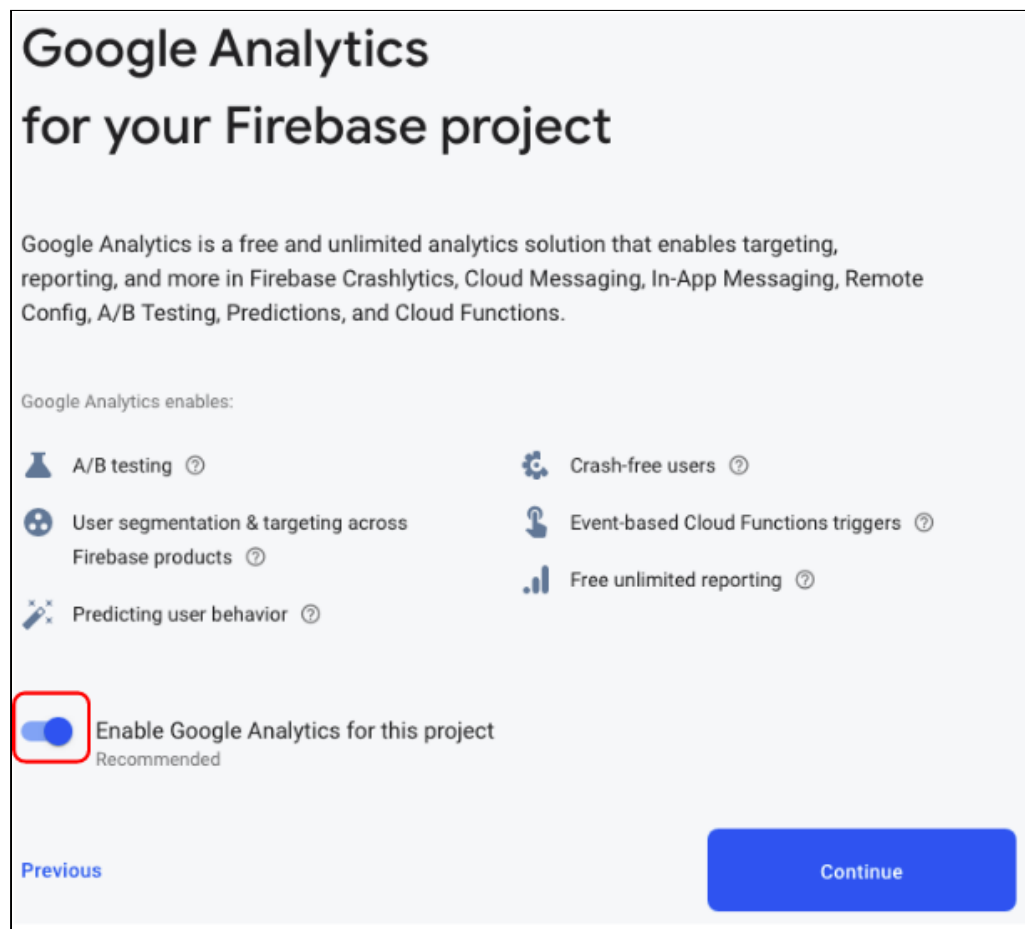 Google Analytics
for your Firebase project
Google Analytics is a free and unlimited analytics solution that enables targeting,
reporting, and more in Firebase Crashlytics, Cloud Messaging, In-App Messaging, Remote
Config, A/B Testing, Predictions, and Cloud Functions.
Google Analytics enables:
A/B testing
User segmentation & targeting across
Firebase products
Predicting user behavior
Crash-free users
Event-based Cloud Functions triggers
Free unlimited reporting
Enable Google Analytics for this project
Recommended
Previous
Continue